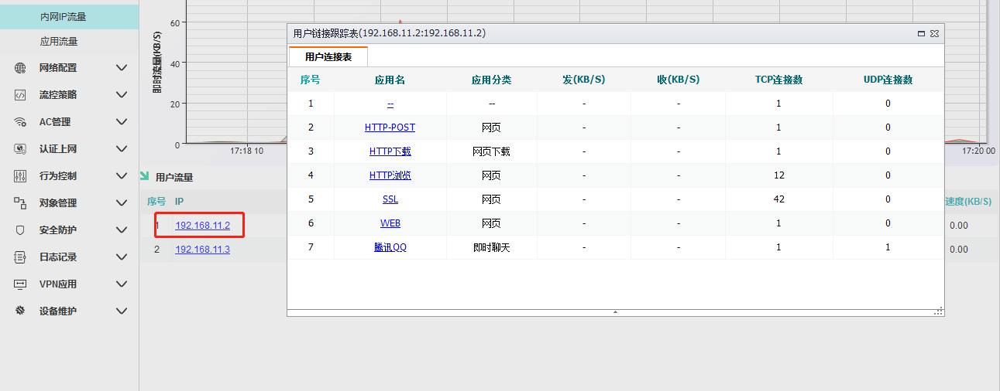 内网IP流量
应用流量
网络配置
流控策略
AC管理
认证上网
行为控制
对象管理
安全防护
日志记录
VPN应用
设备维护
即时流量(KB/S)
60
40
20
0
17:18 10
17:20 00
用户流量
序号 IP 速度(KB/S)
1 192.168.11.2 0.00
2 192.168.11.3 0.00
用户链接跟踪表(192.168.11.2:192.168.11.2)
用户连接表
序号 应用名 应用分类 发(KB/S) 收(KB/S) TCP连接数 UDP连接数
1 -- -- - - 1 0
2 HTTP-POST 网页 - - 1 0
3 HTTP下载 网页下载 - - 1 0
4 HTTP浏览 网页 - - 12 0
5 SSL 网页 - - 42 0
6 WEB 网页 - - 1 0
7 腾讯QQ 即时聊天 - - 1 1